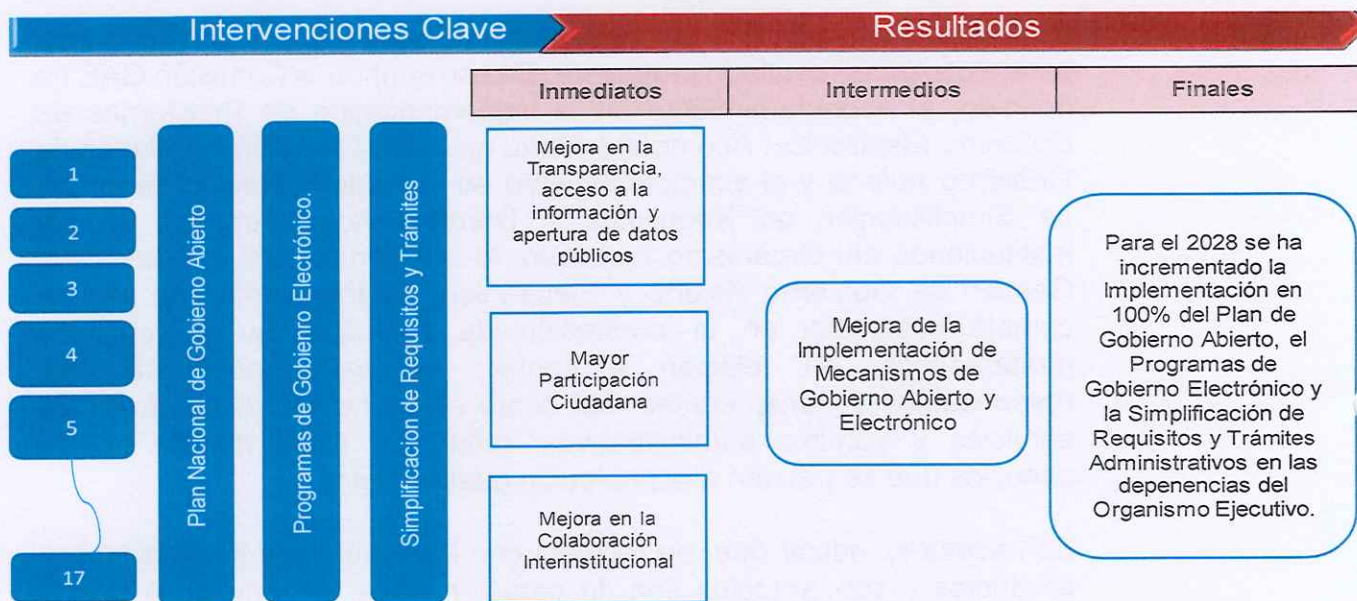 Intervenciones Clave
Resultados
Inmediatos
Intermedios
Finales
1
2
3
4
5
17
Plan Nacional de Gobierno Abierto
Programas de Gobienro Electrónico.
Simplificacion de Requisitos y Trámites
Mejora en la
Transparencia,
acceso a la
información y
apertura de datos
públicos
Mayor
Participación
Ciudadana
Mejora en la
Colaboración
Interinstitucional
Mejora de la
Implementación de
Mecanismos de
Gobierno Abierto y
Electrónico
Para el 2028 se ha
incrementado la
Implementación en
100% del Plan de
Gobierno Abierto, el
Programas de
Gobierno Electrónico y
la Simplificación de
Requisitos y Trámites
Administrativos en las
depenencias del
Organismo Ejecutivo.